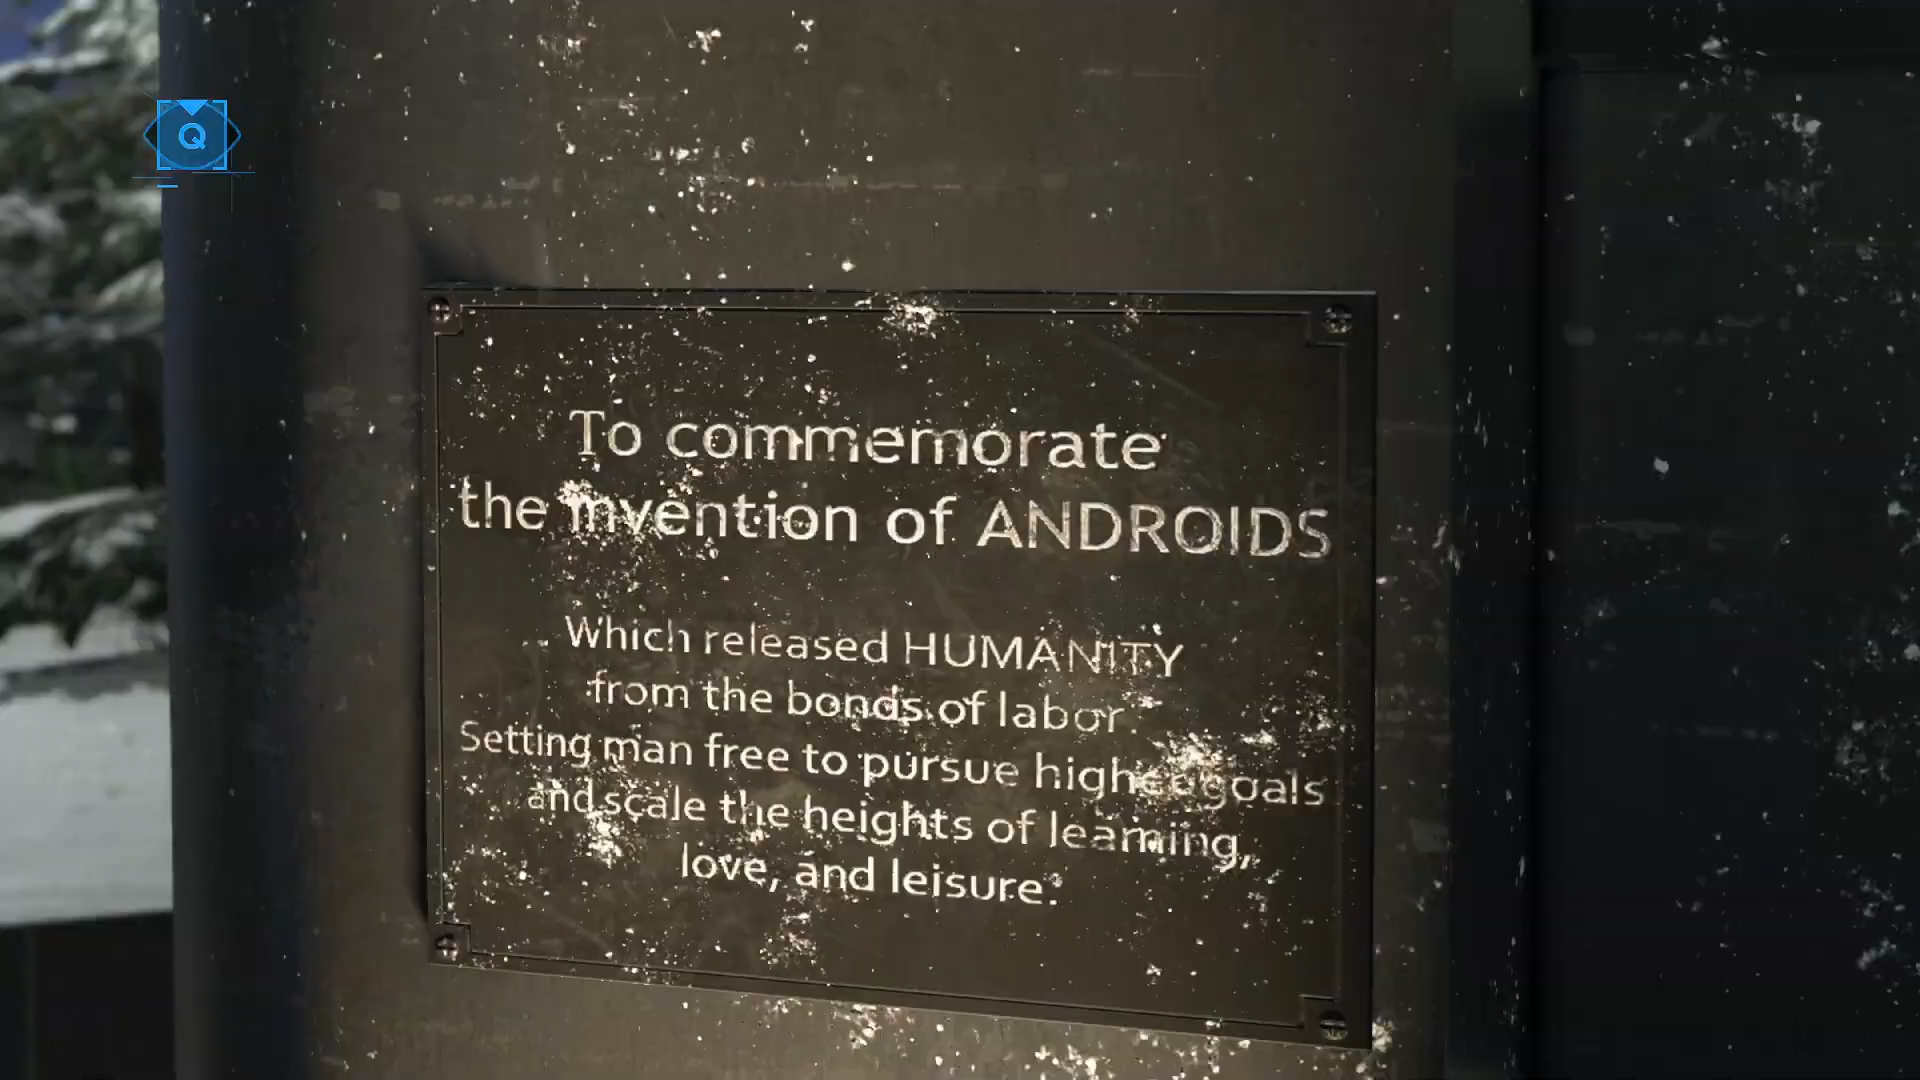 Q
To commemorate
the invention of ANDROIDS
Which released HUMANITY
from the bonds of labor.
Setting man free to pursue higher goals
and scale the heights of learning,
love, and leisure.